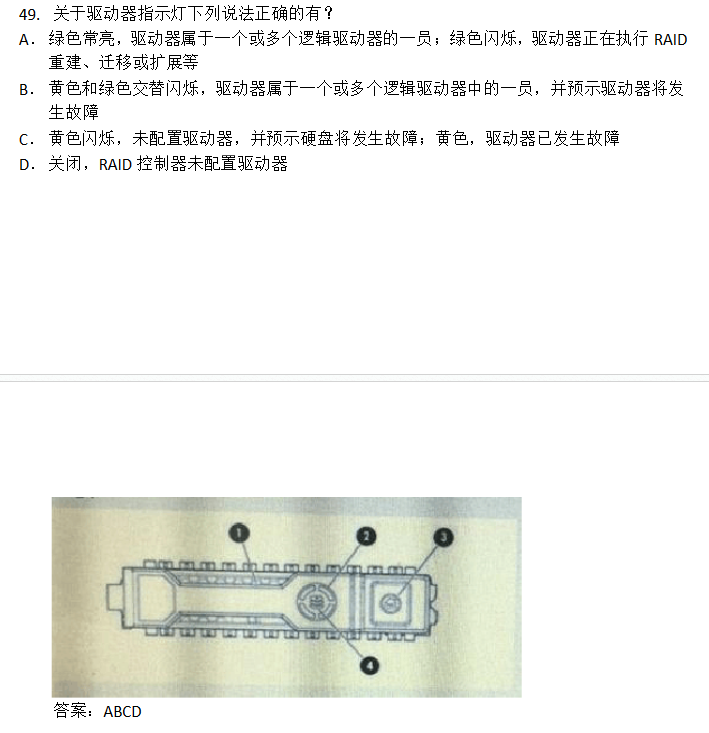 49. 关于驱动器指示灯下列说法正确的有？
A. 绿色常亮，驱动器属于一个或多个逻辑驱动器的一员；绿色闪烁，驱动器正在执行 RAID
重建、迁移或扩展等
B. 黄色和绿色交替闪烁，驱动器属于一个或多个逻辑驱动器中的一员，并预示驱动器将发
生故障
C. 黄色闪烁，未配置驱动器，并预示硬盘将发生故障；黄色，驱动器已发生故障
D. 关闭，RAID 控制器未配置驱动器
1 2 3
4
答案：ABCD